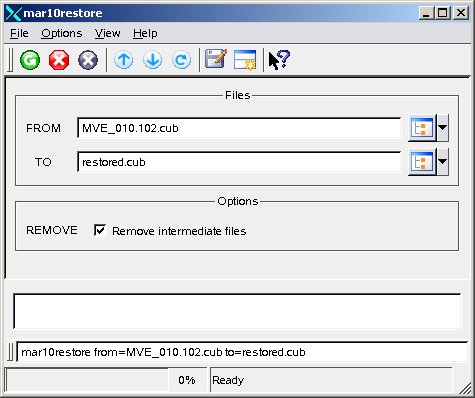 mar10restore
File Options View Help
G
Files
FROM MVE_010.102.cub
TO restored.cub
Options
REMOVE Remove intermediate files
mar10restore from=MVE_010.102.cub to=restored.cub
0% Ready